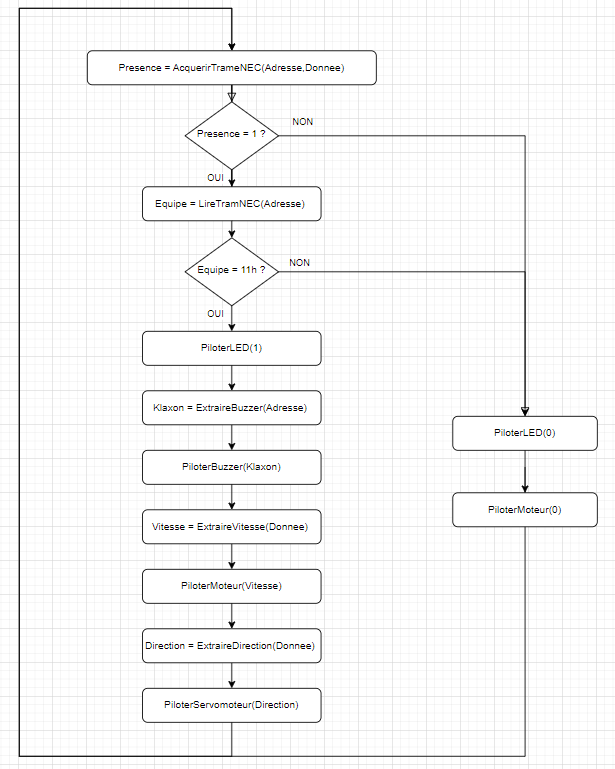 Presence = AcquerirTrameNEC(Adresse,Donnee)
Presence = 1 ?
NON
OUI
Equipe = LireTramNEC(Adresse)
Equipe = 11h ?
NON
OUI
PiloterLED(1)
Klaxon = ExtraireBuzzer(Adresse)
PiloterBuzzer(Klaxon)
Vitesse = ExtraireVitesse(Donnee)
PiloterMoteur(Vitesse)
Direction = ExtraireDirection(Donnee)
PiloterServomoteur(Direction)
PiloterLED(0)
PiloterMoteur(0)